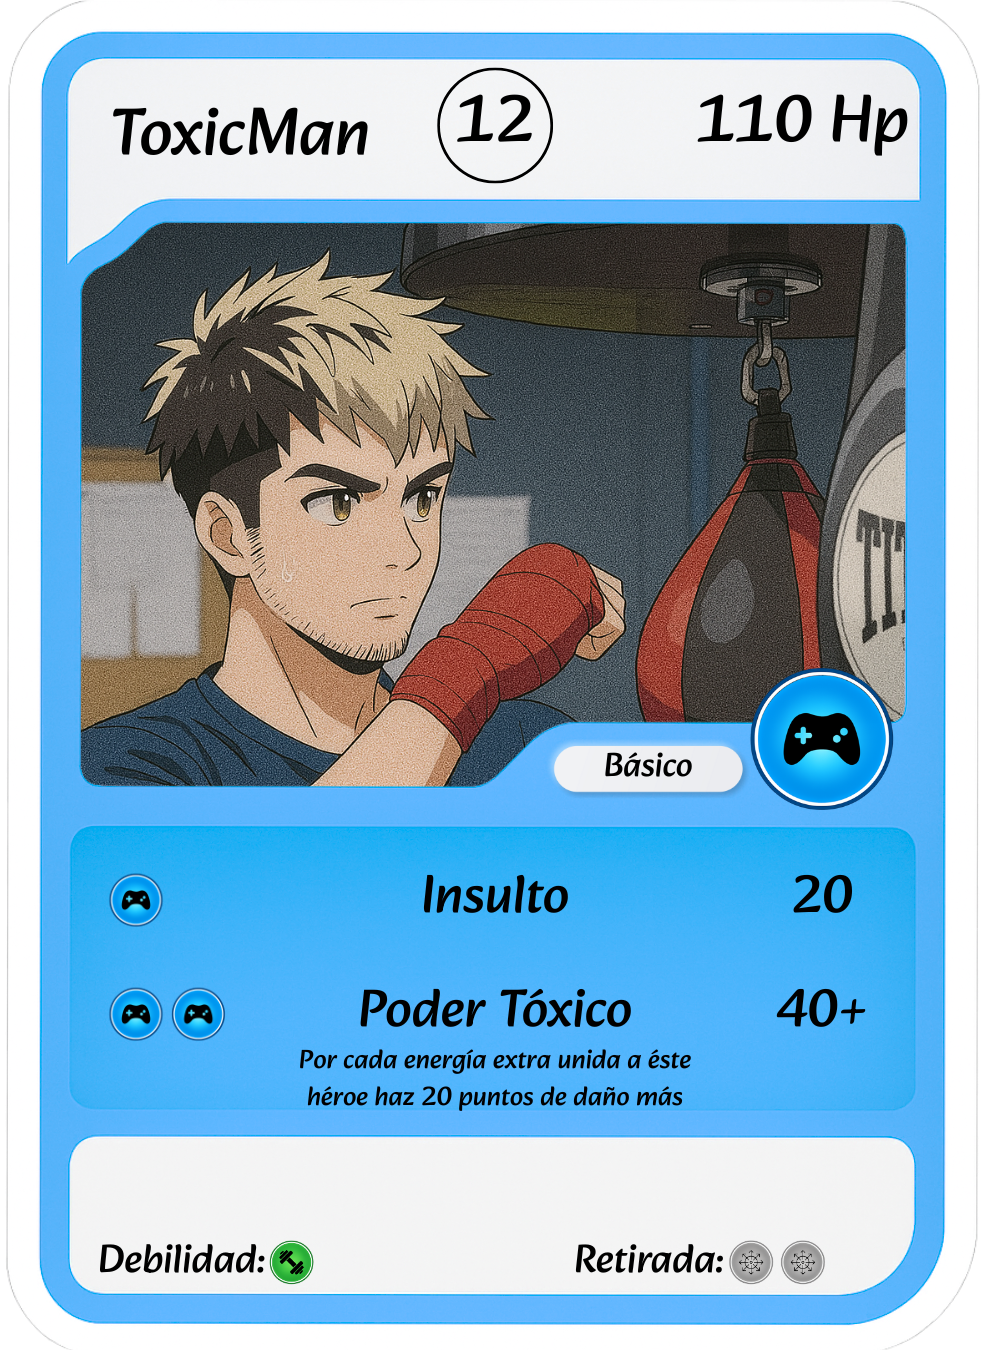 ToxicMan 12 110 Hp
Básico
Insulto 20
Poder Tóxico 40+
Por cada energía extra unida a éste
héroe haz 20 puntos de daño más
Debilidad: Retirada: